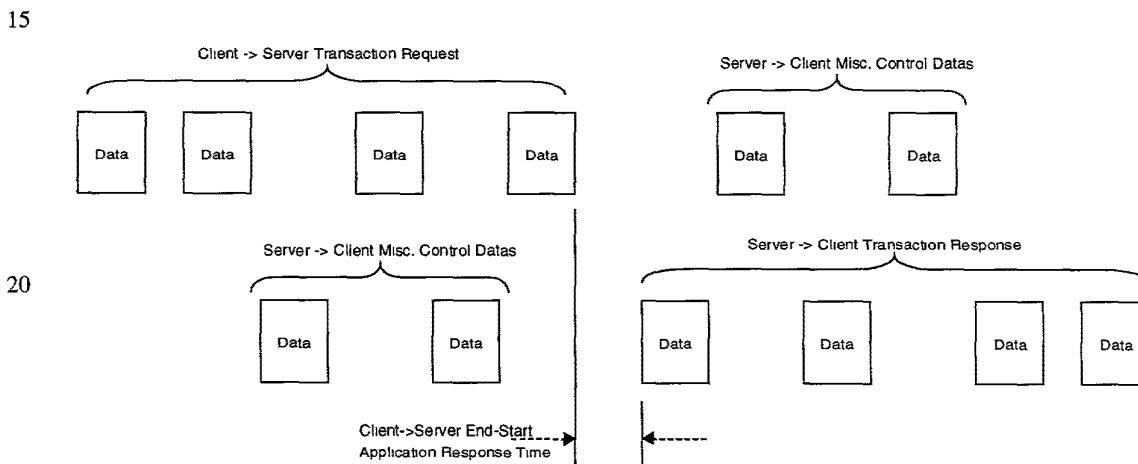 15
Client -> Server Transaction Request
Server -> Client Misc. Control Datas
Data Data Data Data Data Data
Server -> Client Misc. Control Datas
Server -> Client Transaction Response
20
Data Data Data Data Data Data
Client->Server End-Start
Application Response Time